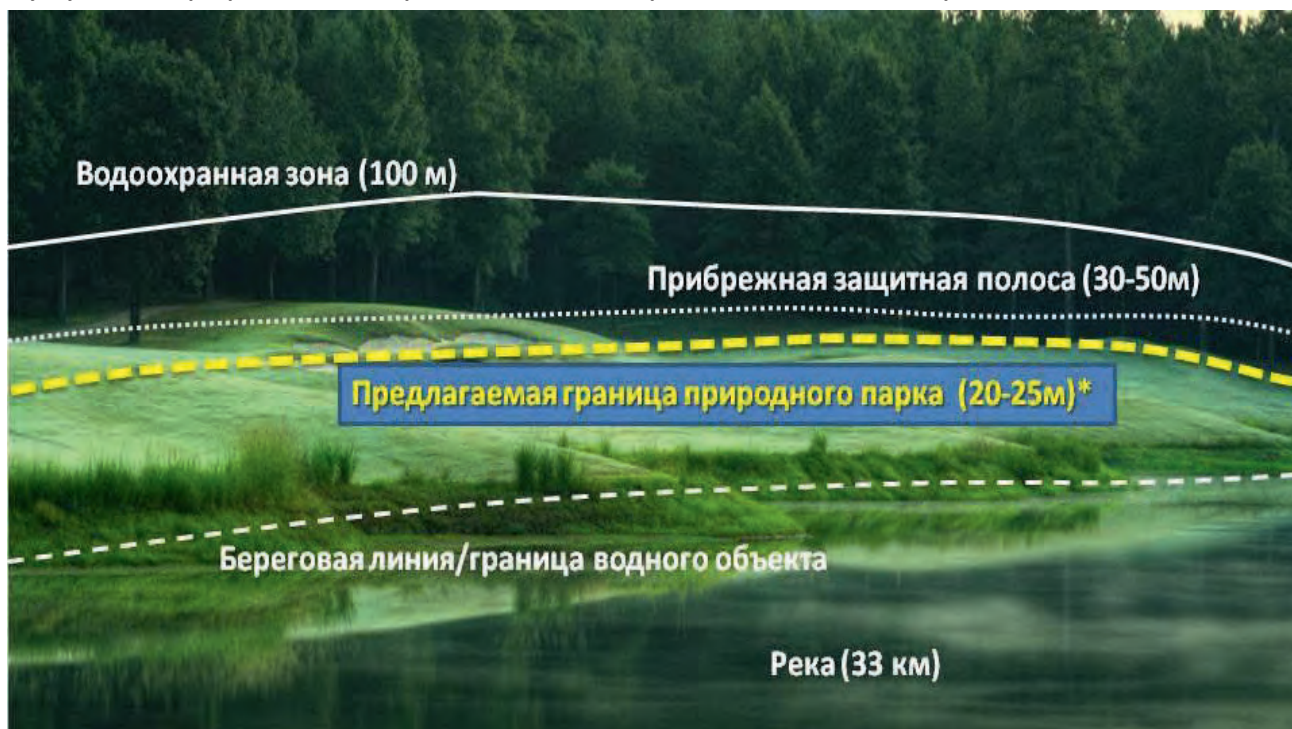 Водоохранная зона (100 м)
Прибрежная защитная полоса (30-50м)
Предлагаемая граница природного парка (20-25м)*
Береговая линия/граница водного объекта
Река (33 км)